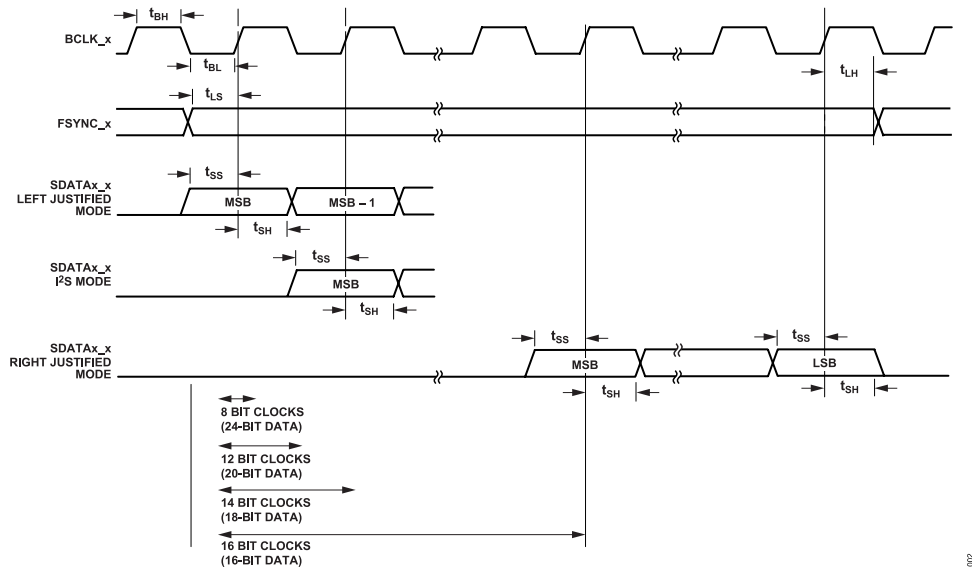 tBH
BCLK_x
tBL
tLH
tLS
FSYNC_x
tSS
SDATAx_x
LEFT JUSTIFIED
MODE
MSB
MSB – 1
tSH
tSS
SDATAx_x
I2S MODE
MSB
tSH
tSS
tSS
SDATAx_x
RIGHT JUSTIFIED
MODE
MSB
LSB
tSH
tSH
8 BIT CLOCKS
(24-BIT DATA)
12 BIT CLOCKS
(20-BIT DATA)
14 BIT CLOCKS
(18-BIT DATA)
16 BIT CLOCKS
(16-BIT DATA)
002